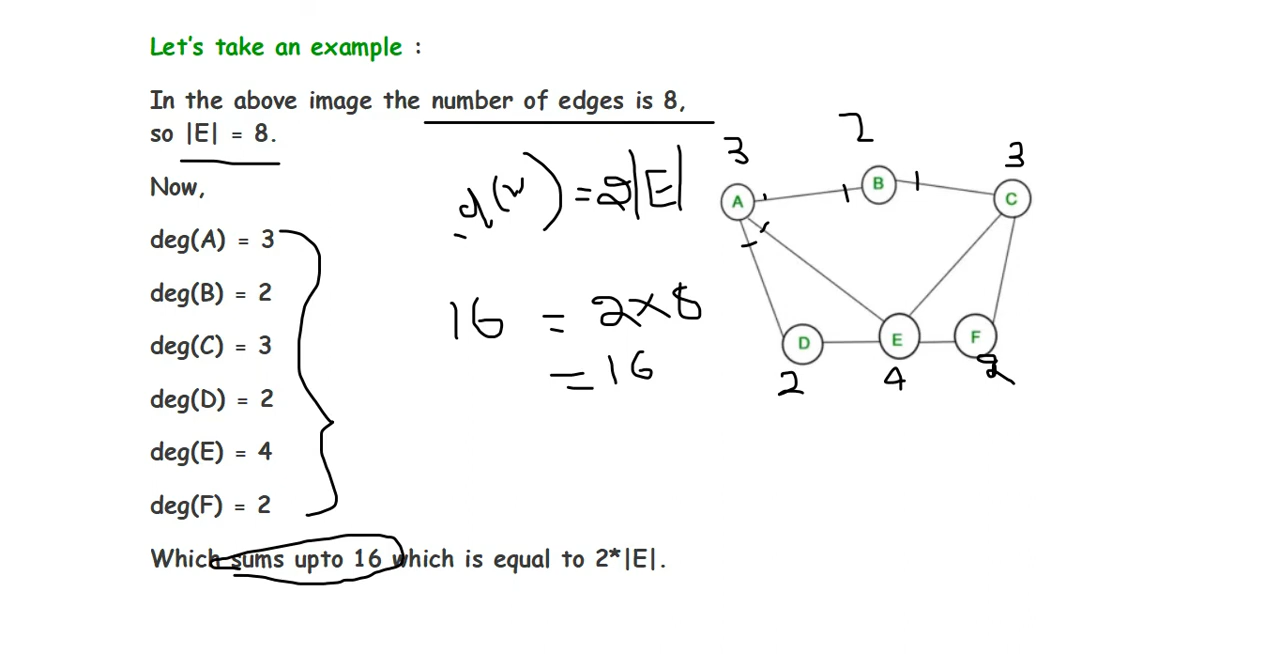 Let's take an example :
In the above image the number of edges is 8,
so |E| = 8.
Now,
deg(A) = 3
deg(B) = 2
deg(C) = 3
deg(D) = 2
deg(E) = 4
deg(F) = 2
Which sums upto 16 which is equal to 2*|E|.
d(v) = 2|E|
16 = 2×8
= 16
3
2
3
A
B
C
D
E
F
2
4
2